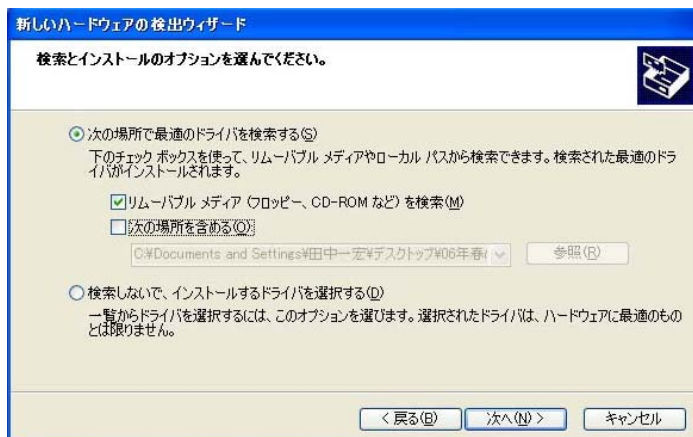 新しいハードウェアの検出ウィザード
検索とインストールのオプションを選んでください。
次の場所で最適のドライバを検索する(S)
下のチェック ボックスを使って、リムーバブル メディアやローカル パスから検索できます。検索された最適のドラ
イバがインストールされます。
リムーバブル メディア (フロッピー、CD-ROM など) を検索(M)
次の場所を含める(O)
C:¥Documents and Settings¥田中一宏¥デスクトップ¥06年春
参照(R)
検索しないで、インストールするドライバを選択する(D)
一覧からドライバを選択するには、このオプションを選びます。選択されたドライバは、ハードウェアに最適のもの
とは限りません。
< 戻る(B)
次へ(N) >
キャンセル